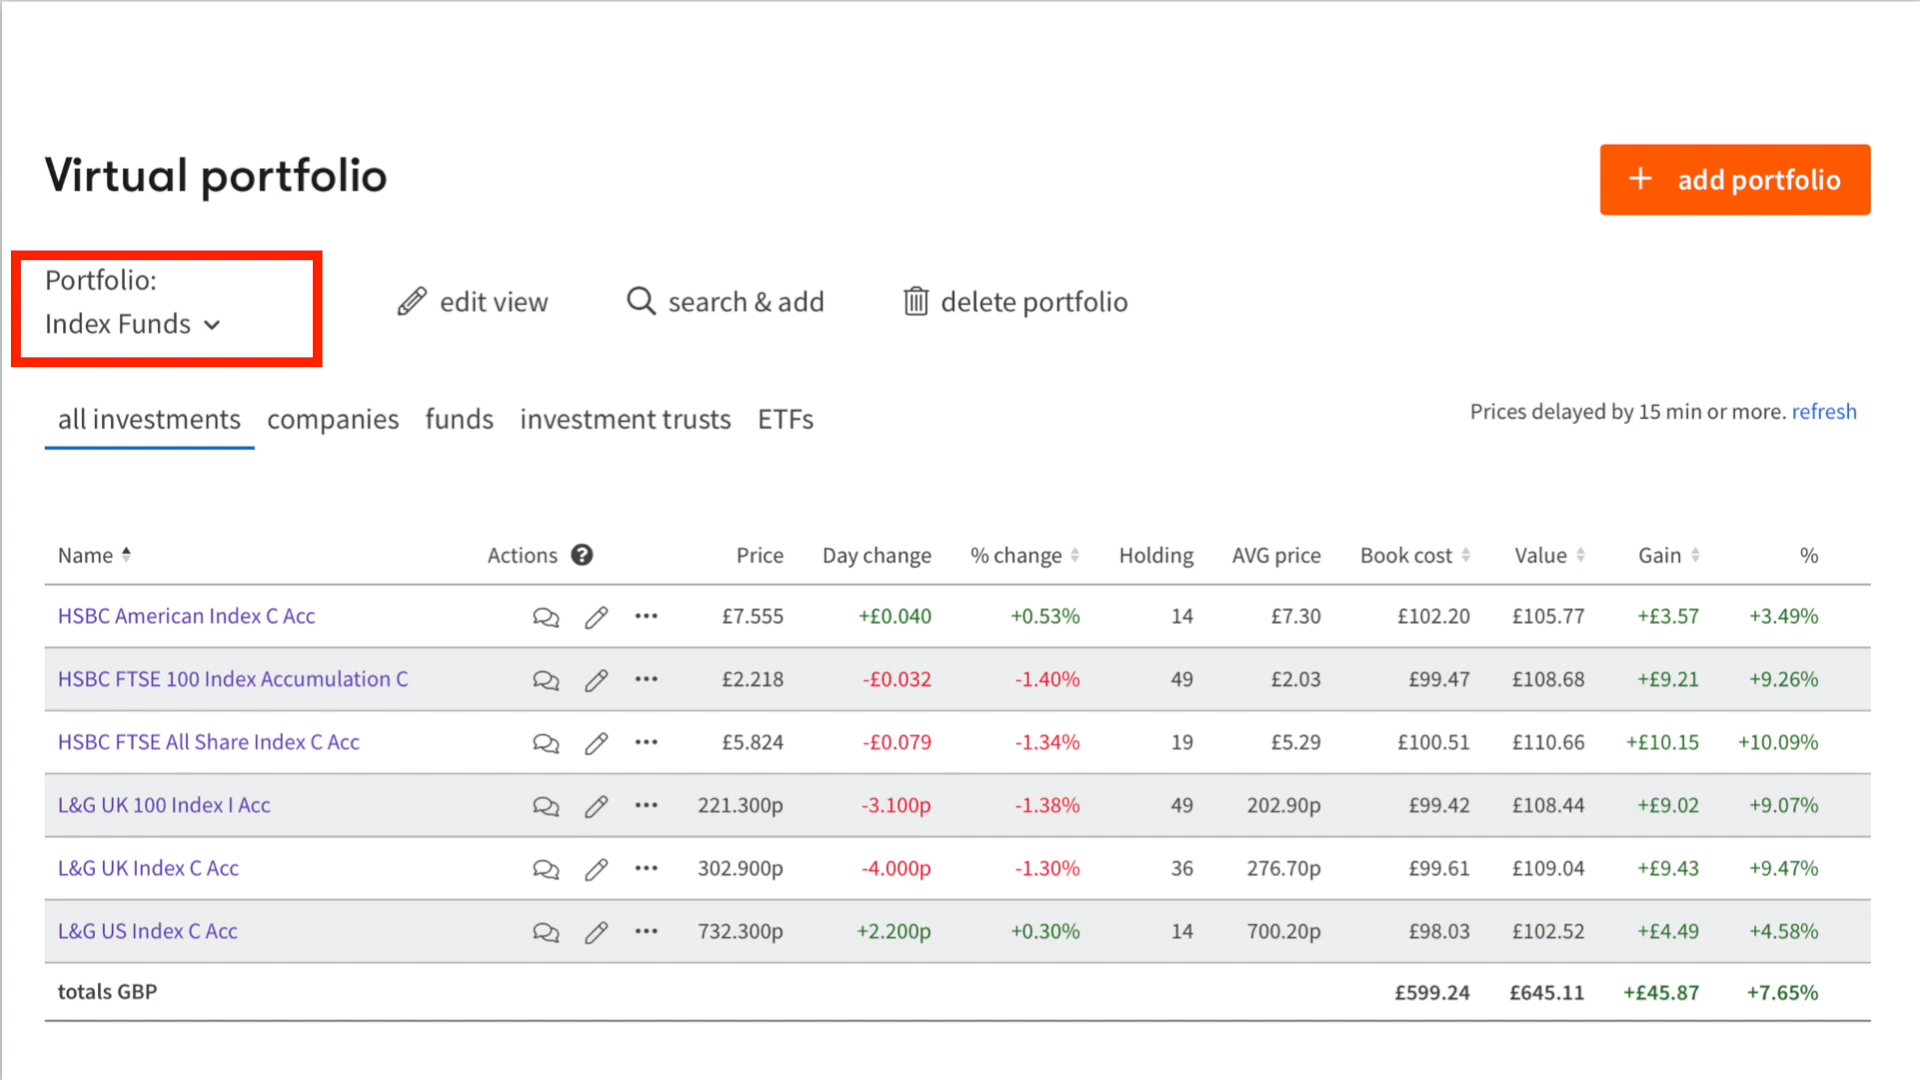 Virtual portfolio
+ add portfolio
Portfolio:
Index Funds
edit view
search & add
delete portfolio
all investments companies funds investment trusts ETFs
Prices delayed by 15 min or more. refresh
Name Actions ? Price Day change % change Holding AVG price Book cost Value Gain %
HSBC American Index C Acc £7.555 +£0.040 +0.53% 14 £7.30 £102.20 £105.77 +£3.57 +3.49%
HSBC FTSE 100 Index Accumulation C £2.218 -£0.032 -1.40% 49 £2.03 £99.47 £108.68 +£9.21 +9.26%
HSBC FTSE All Share Index C Acc £5.824 -£0.079 -1.34% 19 £5.29 £100.51 £110.66 +£10.15 +10.09%
L&G UK 100 Index I Acc 221.300p -3.100p -1.38% 49 202.90p £99.42 £108.44 +£9.02 +9.07%
L&G UK Index C Acc 302.900p -4.000p -1.30% 36 276.70p £99.61 £109.04 +£9.43 +9.47%
L&G US Index C Acc 732.300p +2.200p +0.30% 14 700.20p £98.03 £102.52 +£4.49 +4.58%
totals GBP £599.24 £645.11 +£45.87 +7.65%